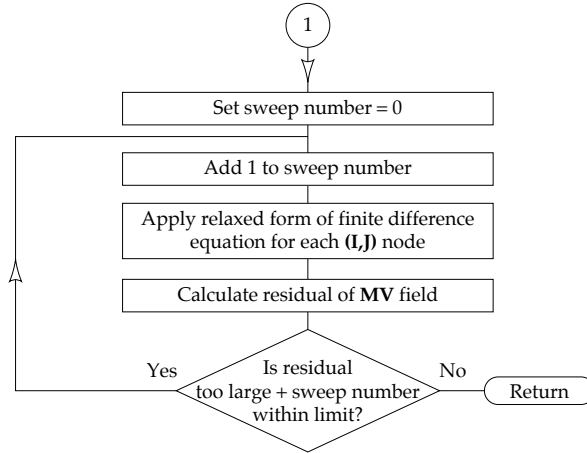 1
Set sweep number = 0
Add 1 to sweep number
Apply relaxed form of finite difference
equation for each (I,J) node
Calculate residual of MV field
Yes
Is residual
too large + sweep number
within limit?
No
Return